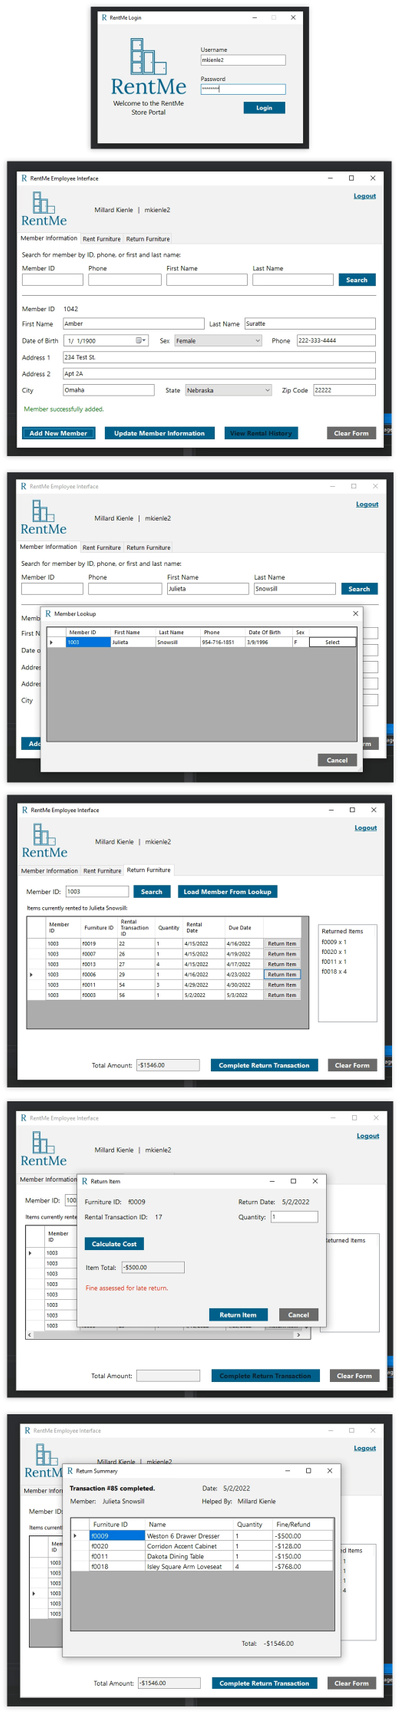 RentMe Login
Username
mkienle2
Password
********
RentMe
Welcome to the RentMe
Store Portal
Login
RentMe Employee Interface
Logout
RentMe
Millard Kienle | mkienle2
Member Information Rent Furniture Return Furniture
Search for member by ID, phone, or first and last name:
Member ID Phone First Name Last Name
Search
Member ID 1042
First Name Amber Last Name Suratte
Date of Birth 1/ 1/1900 Sex Female Phone 222-333-4444
Address 1 234 Test St.
Address 2 Apt 2A
City Omaha State Nebraska Zip Code 22222
Member successfully added.
Add New Member Update Member Information View Rental History Clear Form
RentMe Employee Interface
Logout
RentMe
Millard Kienle | mkienle2
Member Information Rent Furniture Return Furniture
Search for member by ID, phone, or first and last name:
Member ID Phone First Name Last Name
Julieta Snowsill Search
Member Lookup
Member ID First Name Last Name Phone Date Of Birth Sex
1003 Julieta Snowsill 954-716-1851 3/9/1996 F Select
Cancel
RentMe Employee Interface
Logout
RentMe
Millard Kienle | mkienle2
Member Information Rent Furniture Return Furniture
Member ID: 1003 Search Load Member From Lookup
Items currently rented to Julieta Snowsill:
Member ID Furniture ID Rental Transaction ID Quantity Rental Date Due Date
1003 f0019 22 1 4/15/2022 4/16/2022 Return Item
1003 f0007 26 1 4/15/2022 4/19/2022 Return Item
1003 f0013 27 4 4/15/2022 4/17/2022 Return Item
1003 f0006 29 1 4/16/2022 4/23/2022 Return Item
1003 f0011 54 3 4/29/2022 4/30/2022 Return Item
1003 f0003 56 1 5/2/2022 5/3/2022 Return Item
Returned Items
f0009 x 1
f0020 x 1
f0011 x 1
f0018 x 4
Total Amount: -$1546.00 Complete Return Transaction Clear Form
RentMe Employee Interface
Logout
RentMe
Millard Kienle | mkienle2
Member Information
Member ID:
Items currently rente
Member ID
1003
1003
1003
1003
1003
1003
1003
Return Item
Furniture ID: f0009 Return Date: 5/2/2022
Rental Transaction ID: 17 Quantity: 1
Calculate Cost
Item Total: -$500.00
Fine assessed for late return.
Return Item Cancel
eturned Items
Total Amount: Complete Return Transaction Clear Form
RentMe Employee Interface
Logout
Millard Kienle | mkienle2
Return Summary
Transaction #85 completed. Date: 5/2/2022
Member: Julieta Snowsill Helped By: Millard Kienle
Furniture ID Name Quantity Fine/Refund
f0009 Weston 6 Drawer Dresser 1 -$500.00
f0020 Corridon Accent Cabinet 1 -$128.00
f0011 Dakota Dining Table 1 -$150.00
f0018 Isley Square Arm Loveseat 4 -$768.00
Total: -$1546.00
Total Amount: -$1546.00 Complete Return Transaction Clear Form